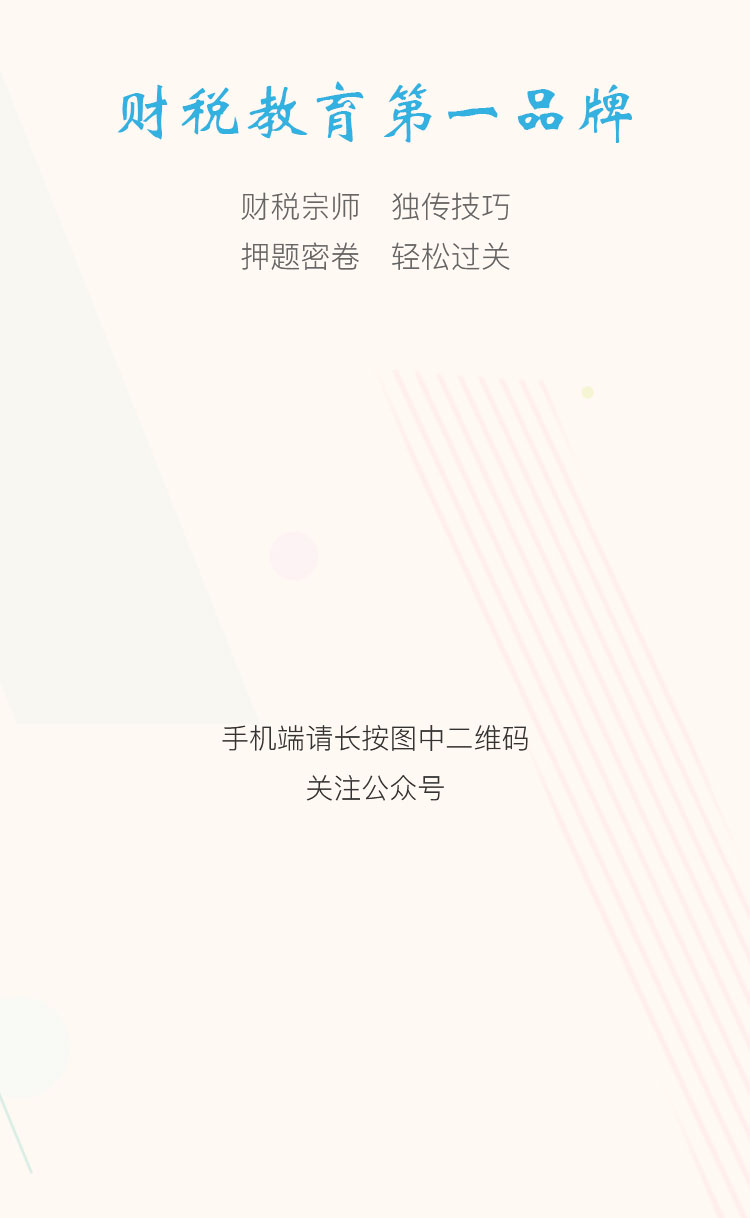 财税教育第一品牌
财税宗师 独传技巧
押题密卷 轻松过关
手机端请长按图中二维码
关注公众号